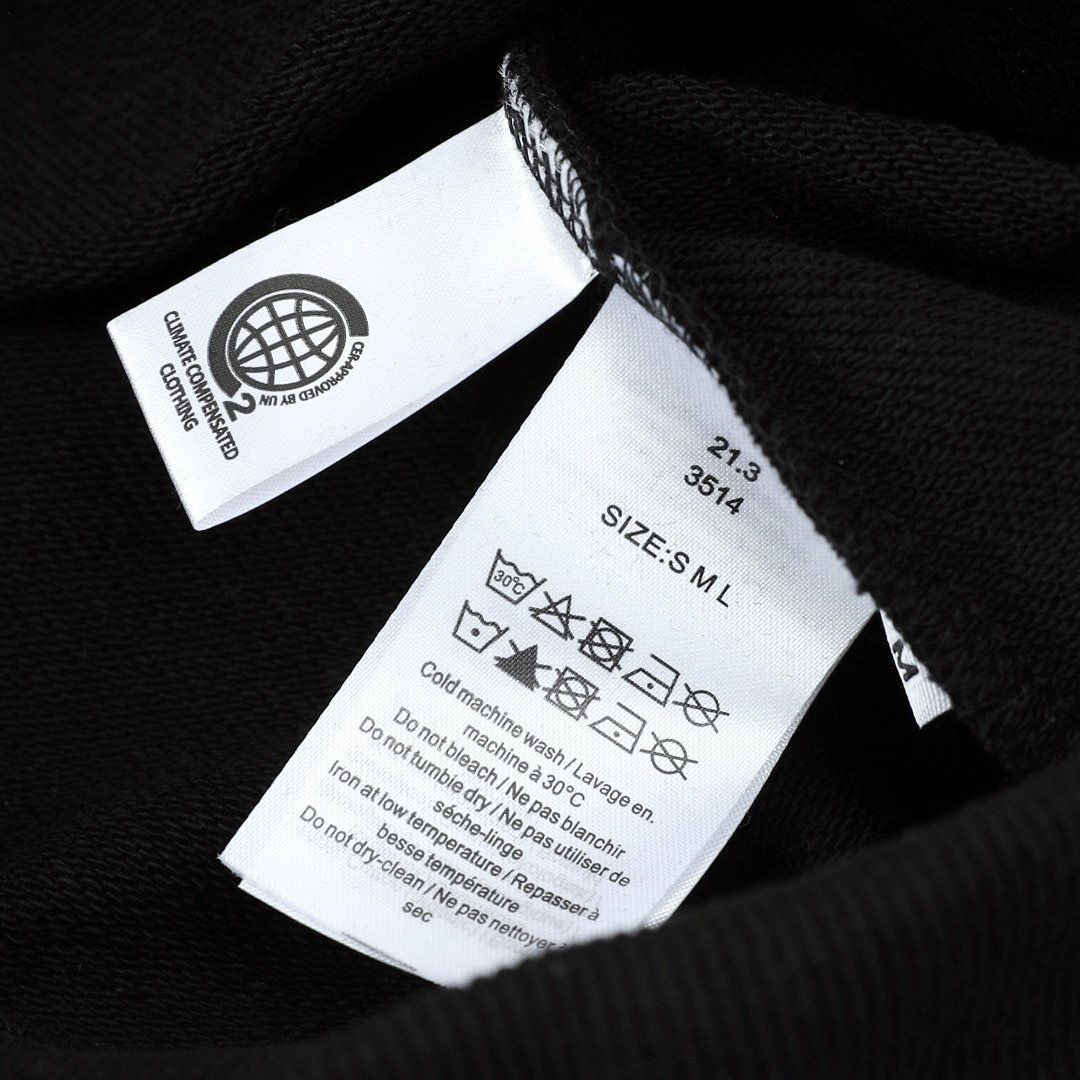 CER-APPROVED BY UN
2
CLIMATE COMPENSATED
CLOTHING
21.3
3514
SIZE:S M L
30°C
Cold machine wash / Lavage en.
machine à 30°C
Do not bleach / Ne pas blanchir
Do not tumbie dry / Ne pas utiliser de
séche-linge
Iron at low temperature / Repasser à
besse température
Do not dry-clean / Ne pas nettoyer à
sec
M